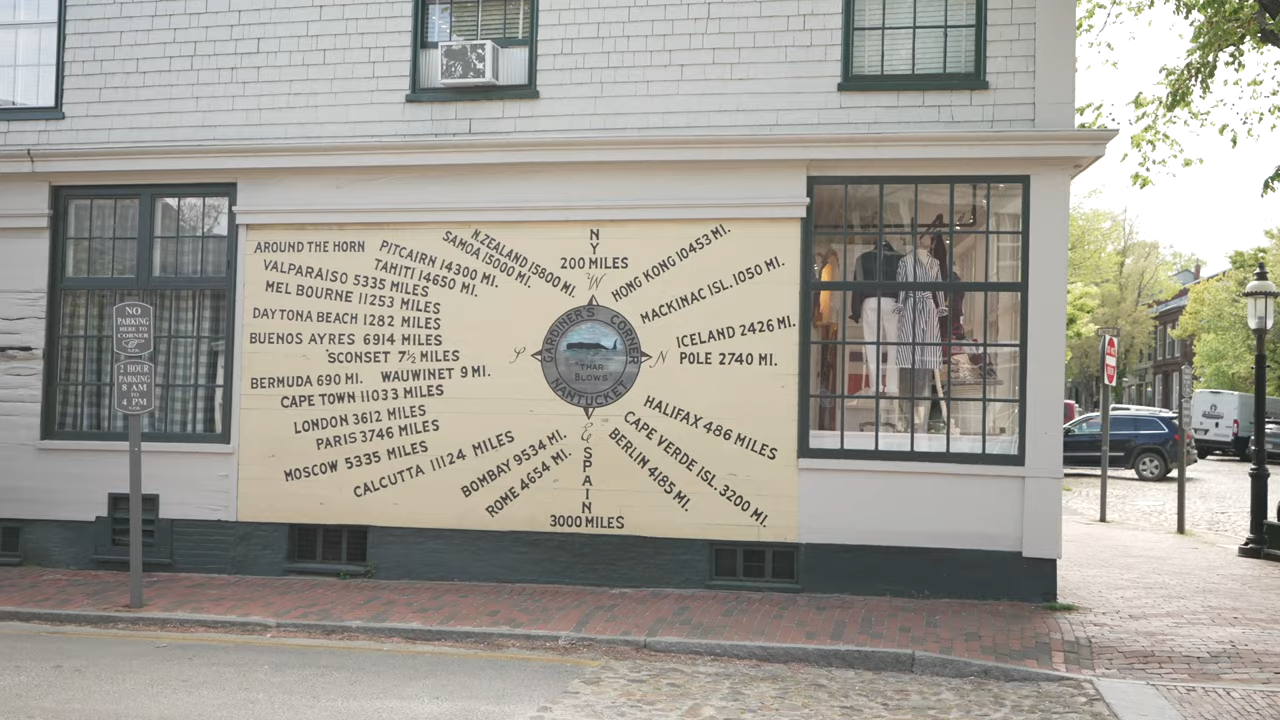 AROUND THE HORN
PITCAIRN 14300 MI.
SAMOA 15000 MI.
N. ZEALAND 15800 MI.
VALPARAISO 5335 MILES
TAHITI 14650 MI.
MEL BOURNE 11253 MILES
DAYTONA BEACH 1282 MILES
BUENOS AYRES 6914 MILES
'SCONSET 7½ MILES
BERMUDA 690 MI.
WAUWINET 9 MI.
CAPE TOWN 11033 MILES
LONDON 3612 MILES
PARIS 3746 MILES
MOSCOW 5335 MILES
CALCUTTA 11124 MILES
BOMBAY 9534 MI.
ROME 4654 MI.
NY
200 MILES
W
HONG KONG 10453 MI.
MACKINAC ISL. 1050 MI.
ICELAND 2426 MI.
POLE 2740 MI.
S
N
GARDINER'S CORNER
"THAR
BLOWS"
NANTUCKET
E
SPAIN
3000 MILES
HALIFAX 486 MILES
CAPE VERDE ISL. 3200 MI.
BERLIN 4185 MI.
NO
PARKING
HERE TO
CORNER
2 HOUR
PARKING
8 AM
TO
4 PM